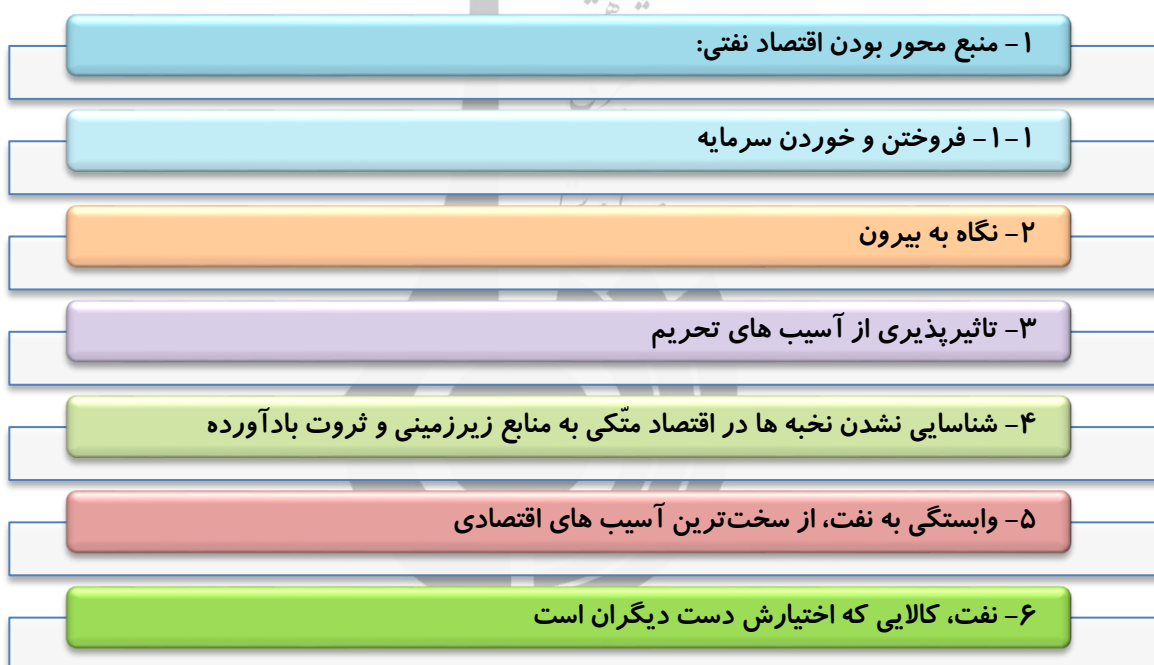 ۱- منبع محور بودن اقتصاد نفتی:
۱-۱- فروختن و خوردن سرمایه
۲- نگاه به بیرون
۳- تاثیرپذیری از آسیب های تحریم
۴- شناسایی نشدن نخبه ها در اقتصاد متّکی به منابع زیرزمینی و ثروت بادآورده
۵- وابستگی به نفت، از سخت‌ترین آسیب های اقتصادی
۶- نفت، کالایی که اختیارش دست دیگران است